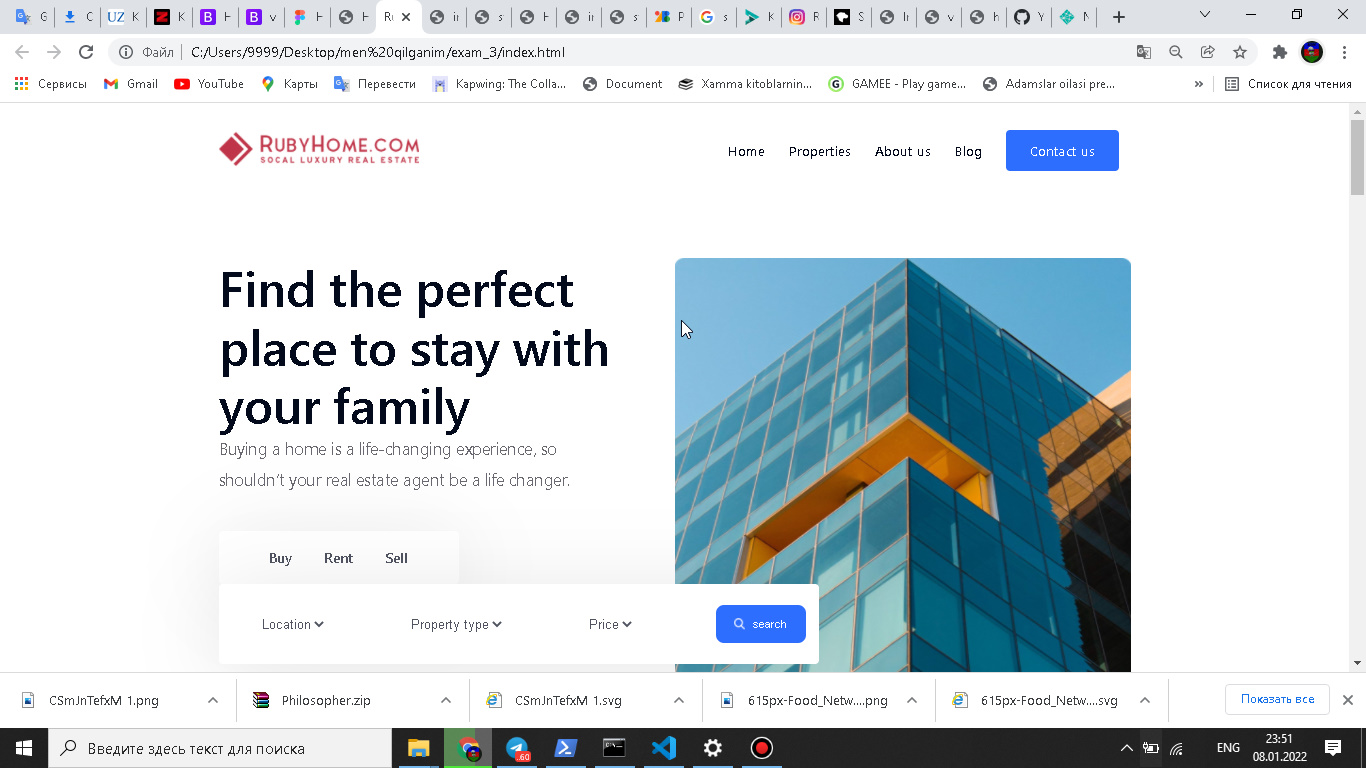 G
C
K
K
H
v
H
H
Ru
ir
s
H
ir
s
P
s
K
R
C
Ir
v
h
Y
N
Файл
C:/Users/9999/Desktop/men%20qilganim/exam_3/index.html
Сервисы
Gmail
YouTube
Карты
Перевести
Kapwing: The Colla...
Document
Xamma kitoblarnin...
GAMEE - Play game...
Adamslar oilasi pre...
»
Список для чтения
RUBYHOME.COM
SOCAL LUXURY REAL ESTATE
Home
Properties
About us
Blog
Contact us
Find the perfect
place to stay with
your family
Buying a home is a life-changing experience, so
shouldn’t your real estate agent be a life changer.
Buy
Rent
Sell
Location
Property type
Price
search
CSmJnTefxM 1.png
Philosopher.zip
CSmJnTefxM 1.svg
615px-Food_Netw....png
615px-Food_Netw....svg
Показать все
Введите здесь текст для поиска
.60
ENG
23:51
08.01.2022